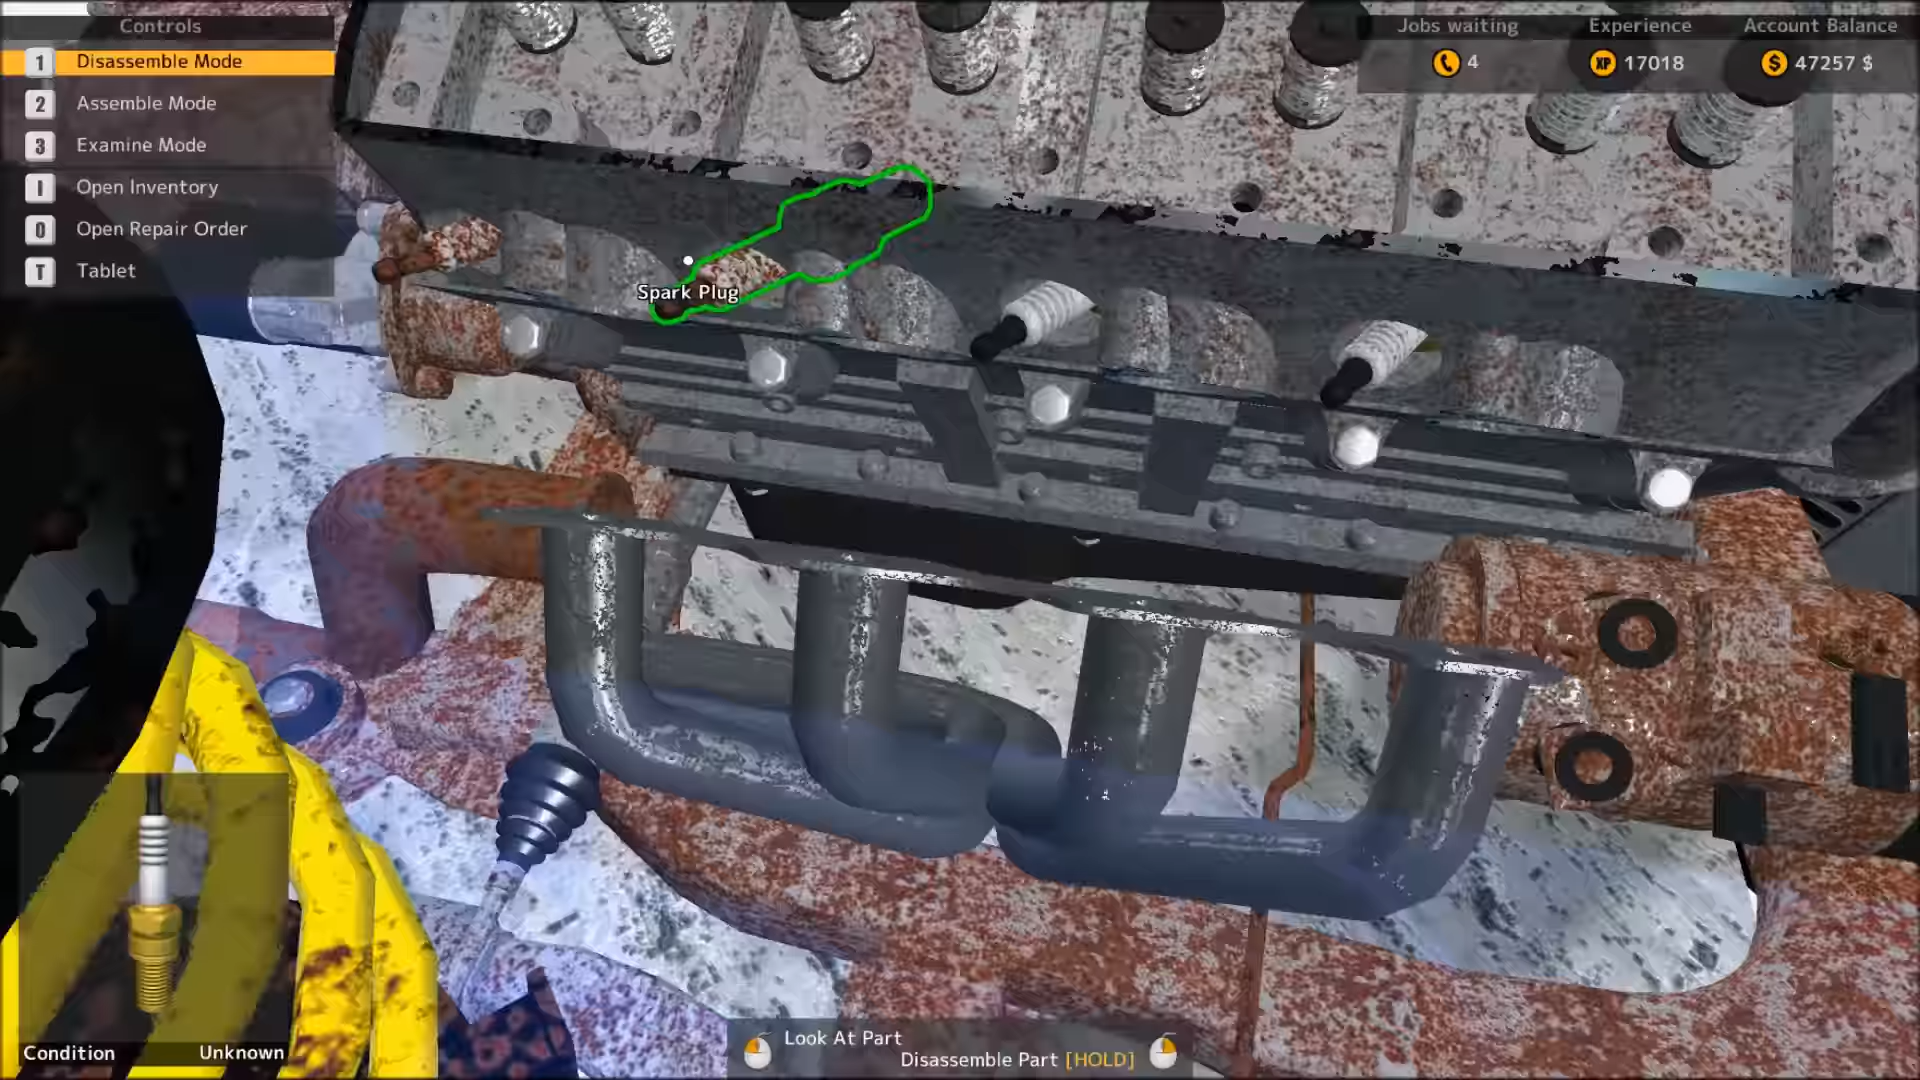 Controls
1 Disassemble Mode
2 Assemble Mode
3 Examine Mode
I Open Inventory
O Open Repair Order
T Tablet
Jobs waiting Experience Account Balance
4 XP 17018 $ 47257 $
Spark Plug
Condition Unknown
Look At Part
Disassemble Part [HOLD]